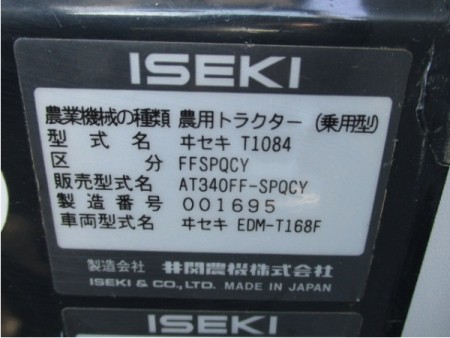 ISEKI
農業機械の種類 農用トラクター (乗用型)
型式名 ヰセキ T1084
区分 FFSPQCY
販売型式名 AT340FF-SPQCY
製造番号 001695
車両型式名 ヰセキ EDM-T168F
製造会社 井関農機株式会社
ISEKI & CO., LTD. MADE IN JAPAN
ISEKI